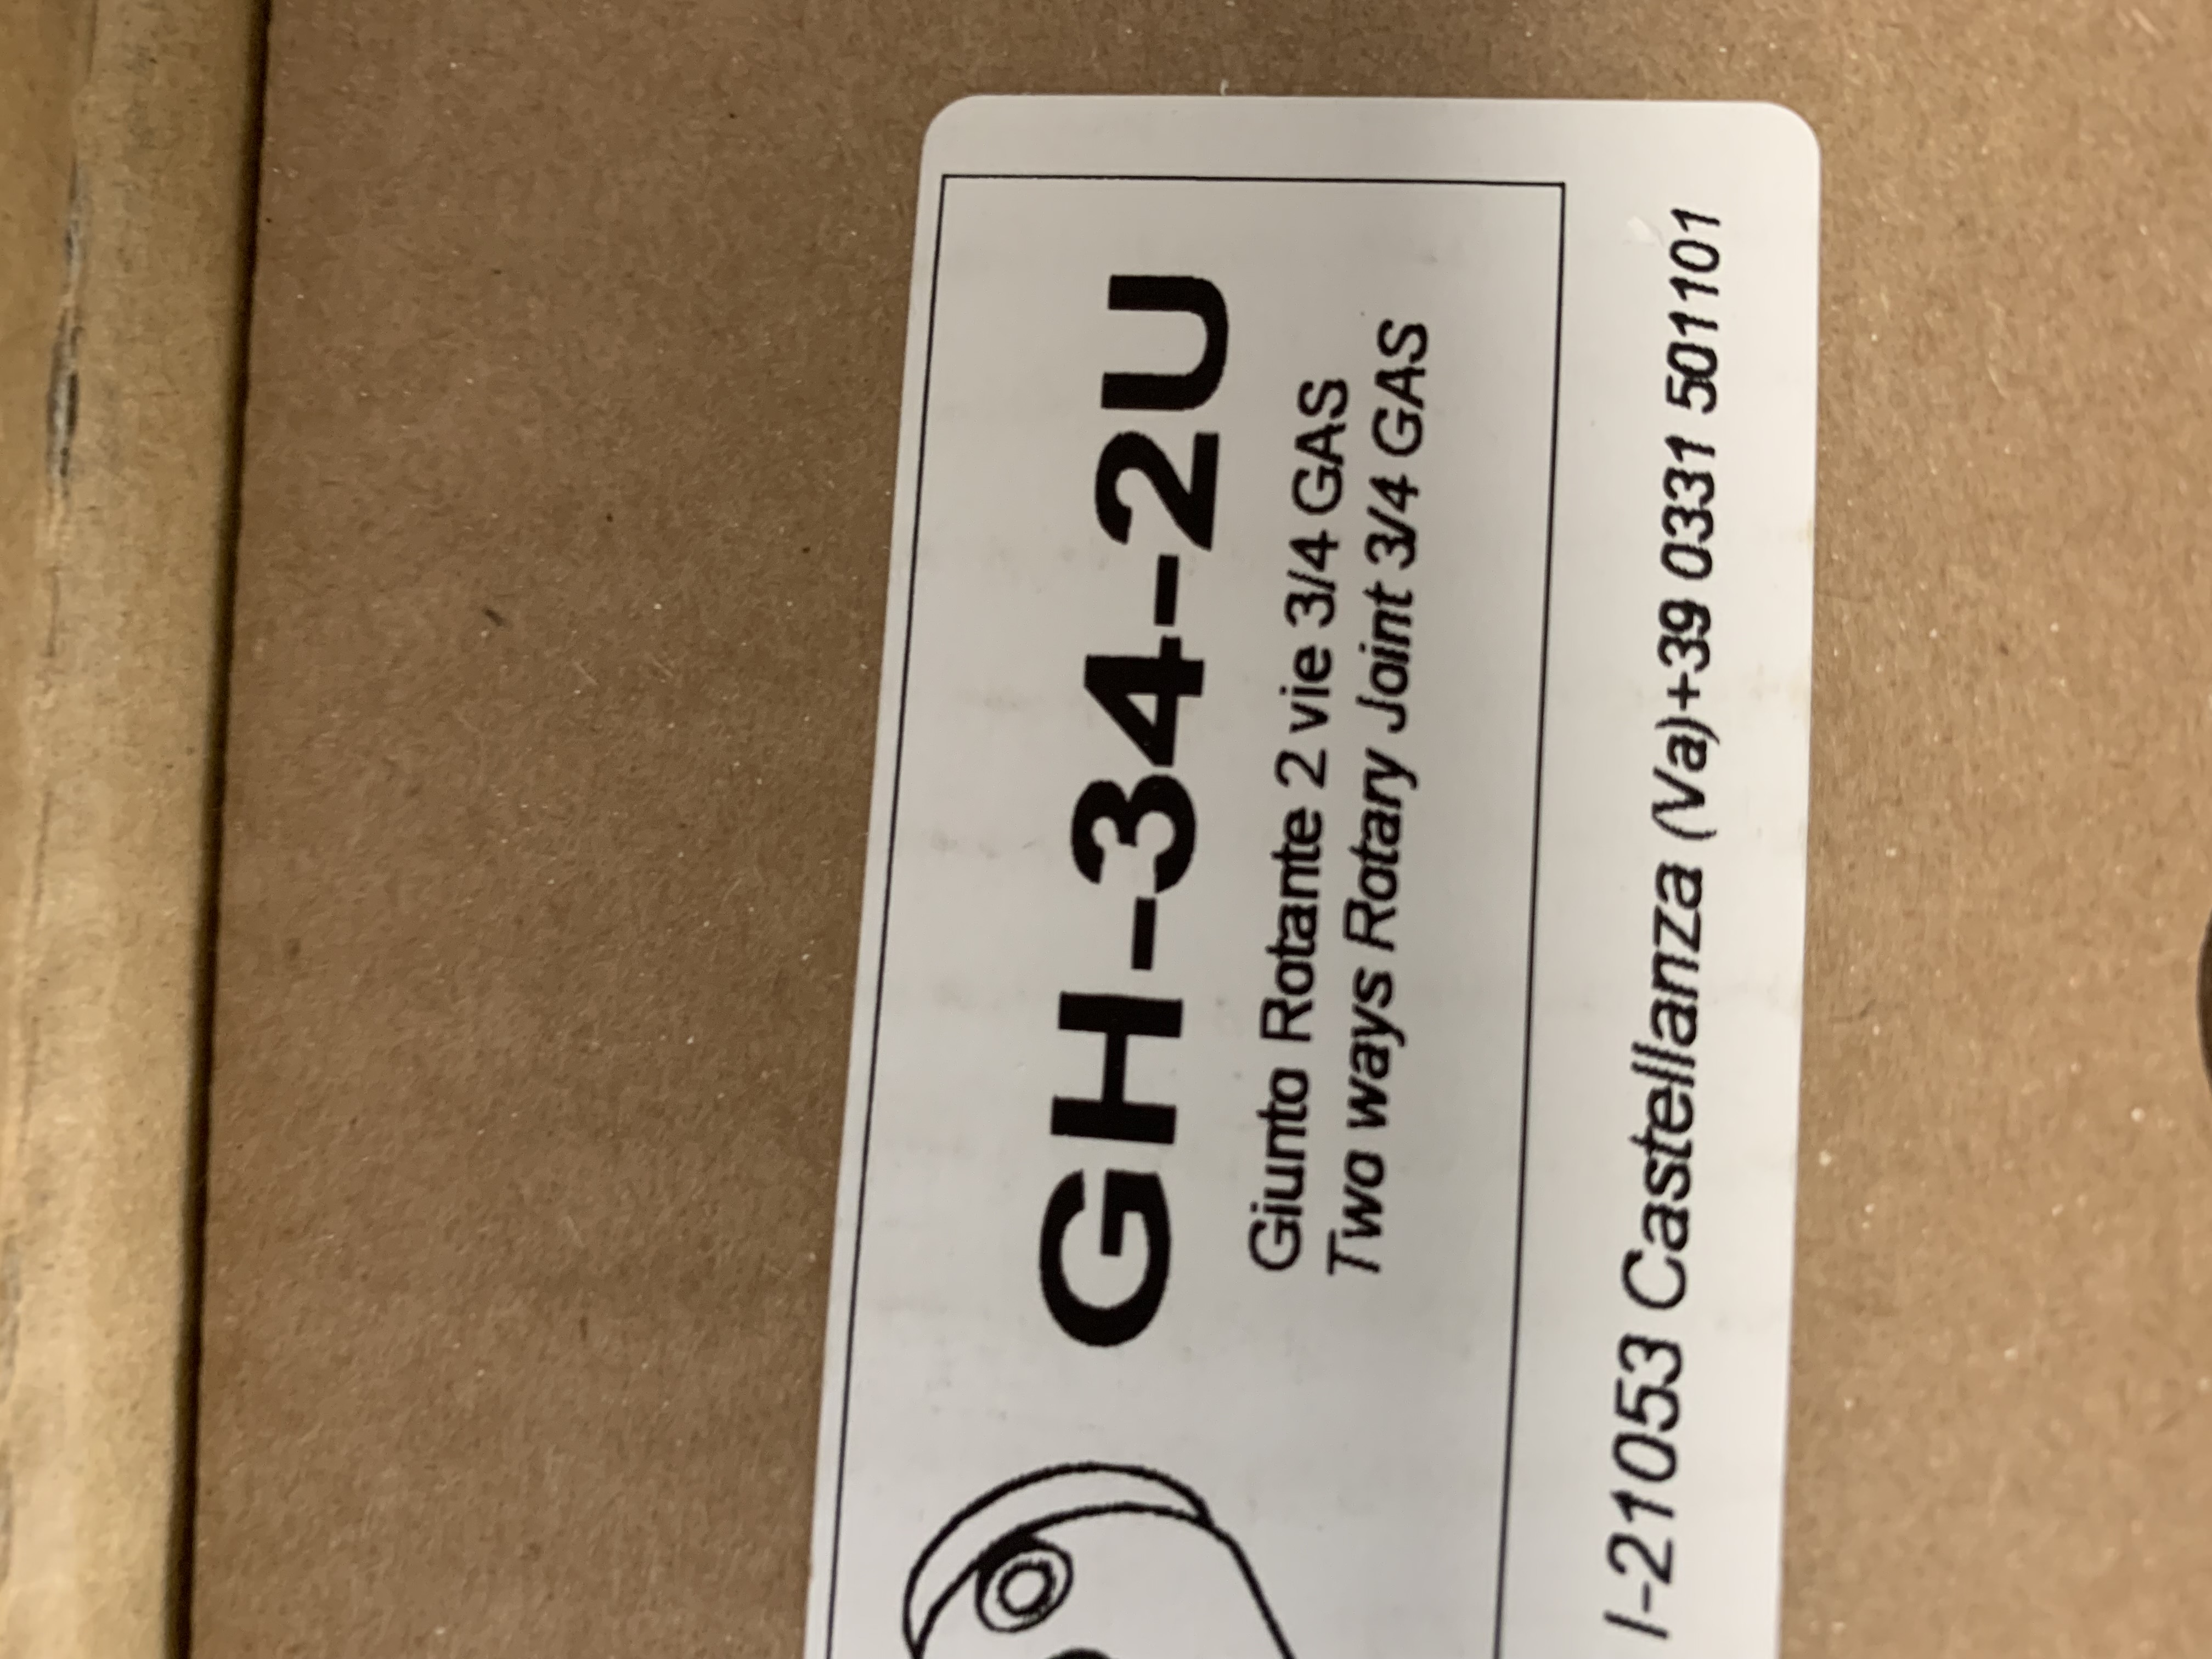 GH-34-2U
Giunto Rotante 2 vie 3/4 GAS
Two ways Rotary Joint 3/4 GAS
I-21053 Castellanza (Va)+39 0331 501101